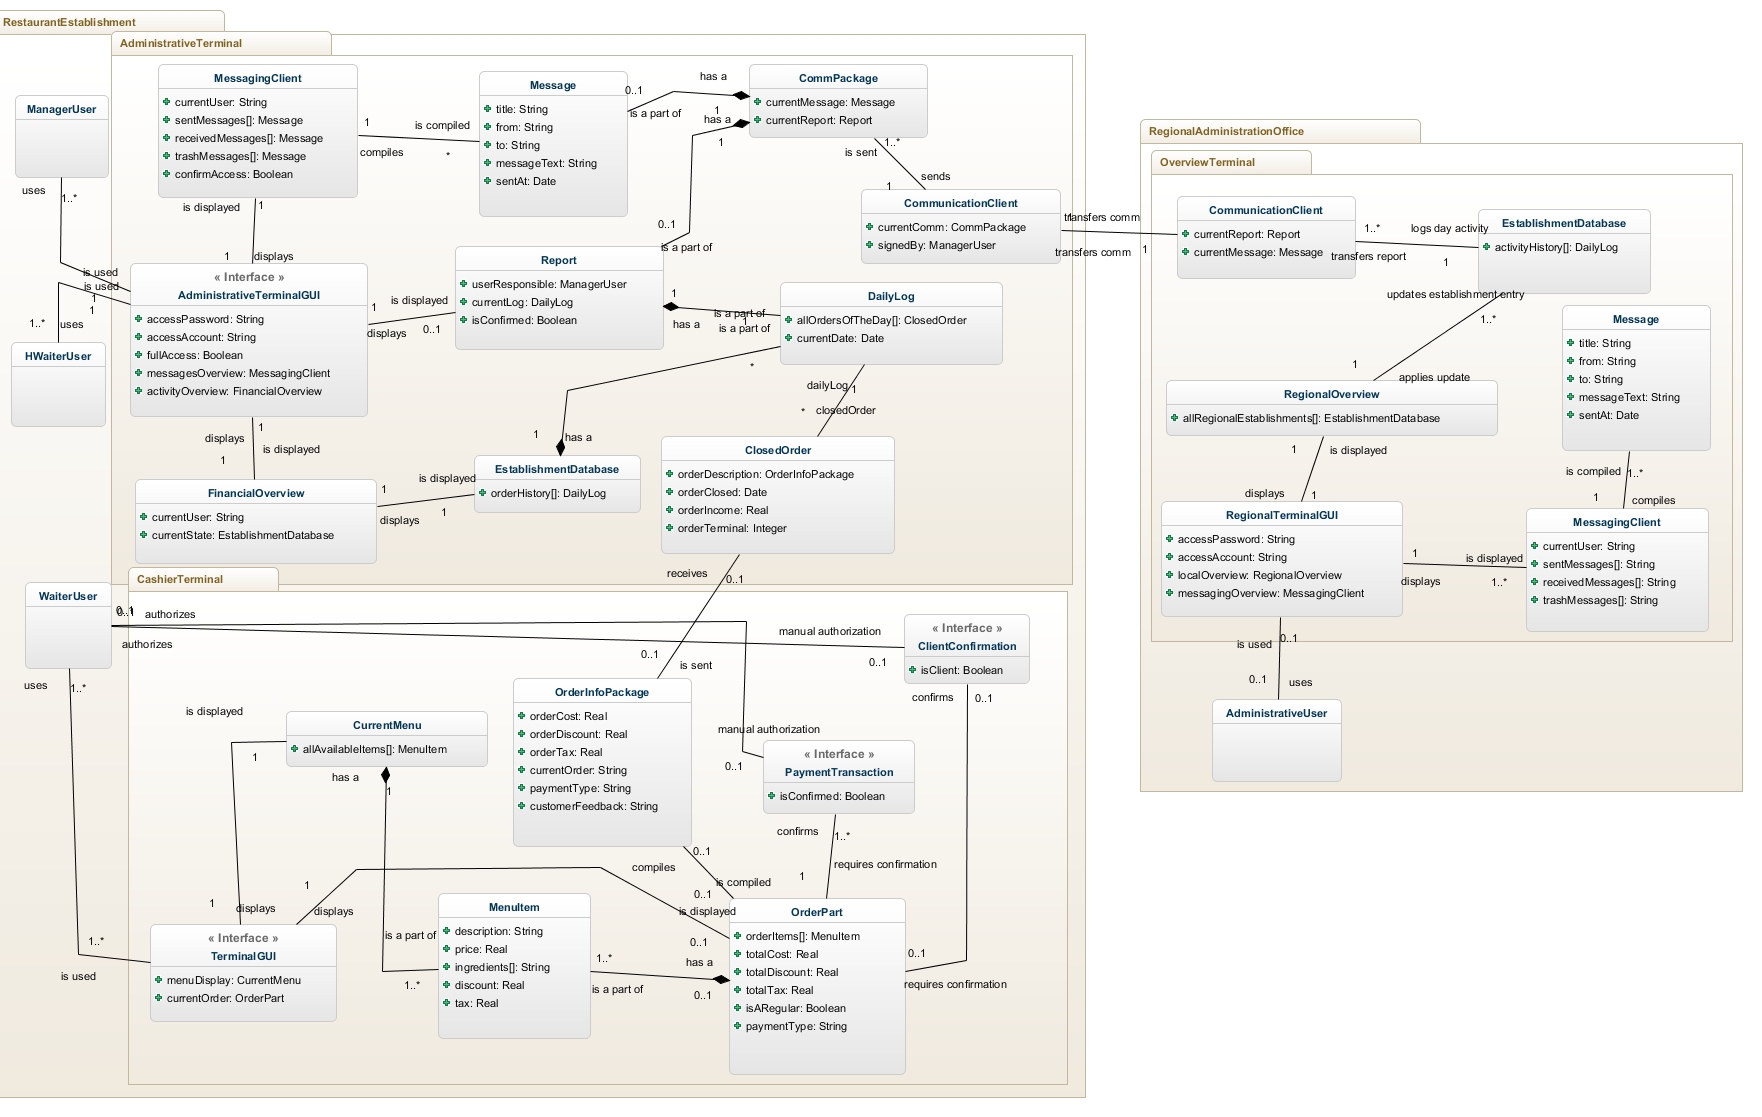 RestaurantEstablishment
AdministrativeTerminal
MessagingClient
currentUser: String
sentMessages[]: Message
receivedMessages[]: Message
trashMessages[]: Message
confirmAccess: Boolean
Message
title: String
from: String
to: String
messageText: String
sentAt: Date
CommPackage
currentMessage: Message
currentReport: Report
ManagerUser
1
is compiled
compiles
*
0..1
has a
is a part of
1
has a
1
1..*
is sent
sends
1
uses
1..*
is displayed
1
1
displays
0..1
is a part of
CommunicationClient
currentComm: CommPackage
signedBy: ManagerUser
transfers comm
transfers comm
1
is used
is used
1
1
1..*
uses
HWaiterUser
« Interface »
AdministrativeTerminalGUI
accessPassword: String
accessAccount: String
fullAccess: Boolean
messagesOverview: MessagingClient
activityOverview: FinancialOverview
is displayed
1
displays
0..1
Report
userResponsible: ManagerUser
currentLog: DailyLog
isConfirmed: Boolean
1
has a
is a part of
1
is a part of
DailyLog
allOrdersOfTheDay[]: ClosedOrder
currentDate: Date
*
dailyLog
1
*
closedOrder
displays
1
1
is displayed
1
has a
FinancialOverview
currentUser: String
currentState: EstablishmentDatabase
1
is displayed
displays
1
EstablishmentDatabase
orderHistory[]: DailyLog
ClosedOrder
orderDescription: OrderInfoPackage
orderClosed: Date
orderIncome: Real
orderTerminal: Integer
receives
0..1
CashierTerminal
WaiterUser
0..1
0..1
authorizes
authorizes
manual authorization
0..1
0..1
is sent
« Interface »
ClientConfirmation
isClient: Boolean
uses
1..*
confirms
0..1
is displayed
1
CurrentMenu
allAvailableItems[]: MenuItem
has a
1
OrderInfoPackage
orderCost: Real
orderDiscount: Real
orderTax: Real
currentOrder: String
paymentType: String
customerFeedback: String
manual authorization
0..1
« Interface »
PaymentTransaction
isConfirmed: Boolean
confirms
1..*
requires confirmation
1
0..1
compiles
is compiled
0..1
is displayed
0..1
1
displays
1
displays
1..*
is used
« Interface »
TerminalGUI
menuDisplay: CurrentMenu
currentOrder: OrderPart
is a part of
1..*
MenuItem
description: String
price: Real
ingredients[]: String
discount: Real
tax: Real
1..*
is a part of
has a
0..1
OrderPart
orderItems[]: MenuItem
totalCost: Real
totalDiscount: Real
totalTax: Real
isARegular: Boolean
paymentType: String
0..1
requires confirmation
RegionalAdministrationOffice
OverviewTerminal
CommunicationClient
currentReport: Report
currentMessage: Message
1..*
logs day activity
transfers report
1
EstablishmentDatabase
activityHistory[]: DailyLog
updates establishment entry
1..*
1
applies update
Message
title: String
from: String
to: String
messageText: String
sentAt: Date
RegionalOverview
allRegionalEstablishments[]: EstablishmentDatabase
1
is displayed
displays
1
is compiled
1..*
1
compiles
RegionalTerminalGUI
accessPassword: String
accessAccount: String
localOverview: RegionalOverview
messagingOverview: MessagingClient
1
is displayed
displays
1..*
MessagingClient
currentUser: String
sentMessages[]: String
receivedMessages[]: String
trashMessages[]: String
is used
0..1
0..1
uses
AdministrativeUser